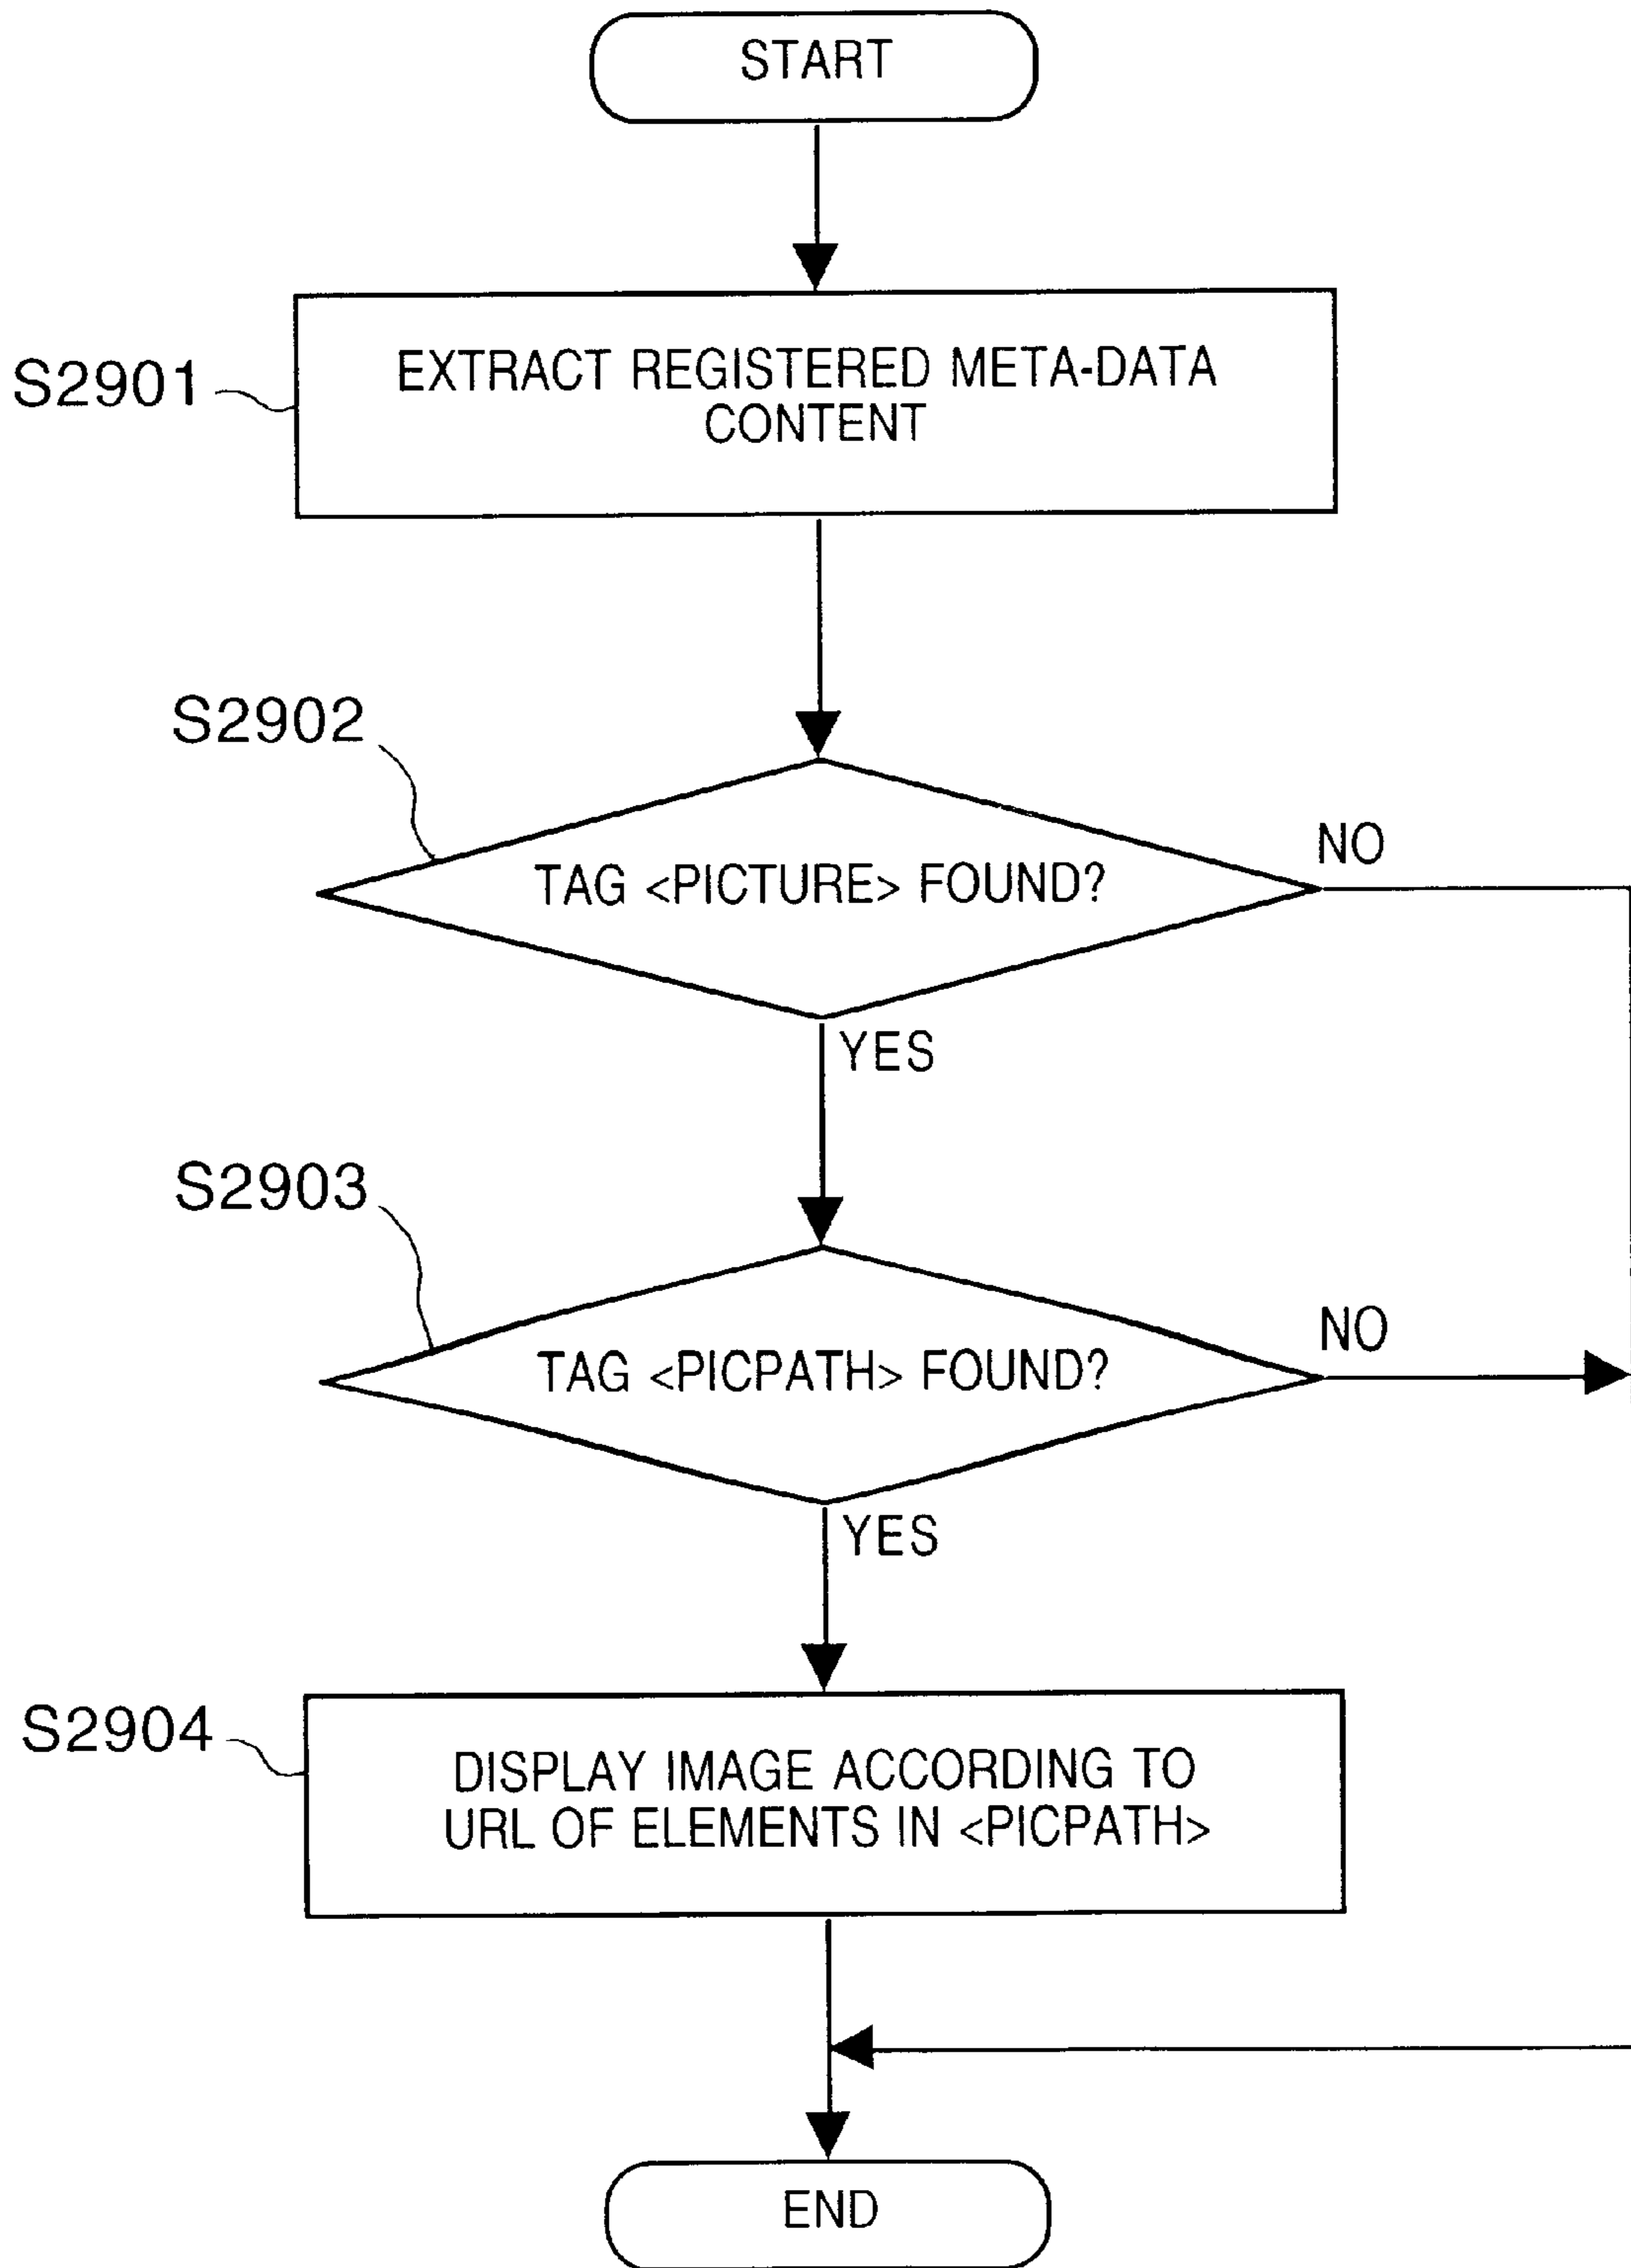 START
S2901
EXTRACT REGISTERED META-DATA
CONTENT
S2902
TAG <PICTURE> FOUND?
NO
YES
S2903
TAG <PICPATH> FOUND?
NO
YES
S2904
DISPLAY IMAGE ACCORDING TO
URL OF ELEMENTS IN <PICPATH>
END